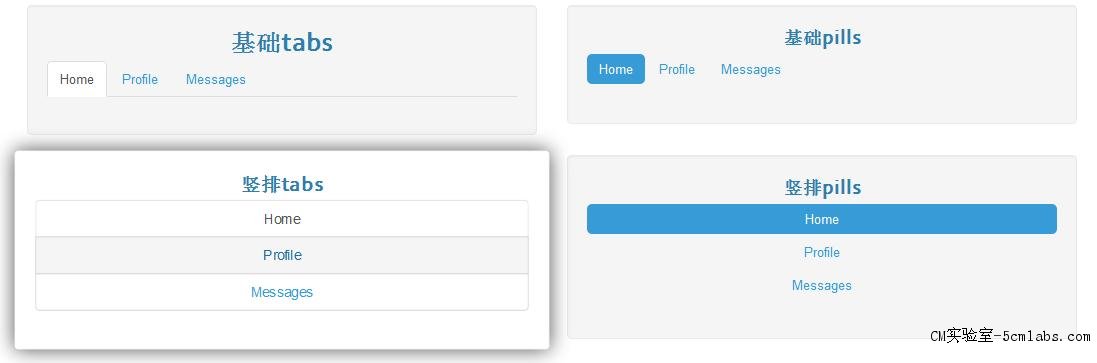 基础tabs
Home Profile Messages
基础pills
Home Profile Messages
竖排tabs
Home
Profile
Messages
竖排pills
Home
Profile
Messages
CM实验室-5cmlabs.com